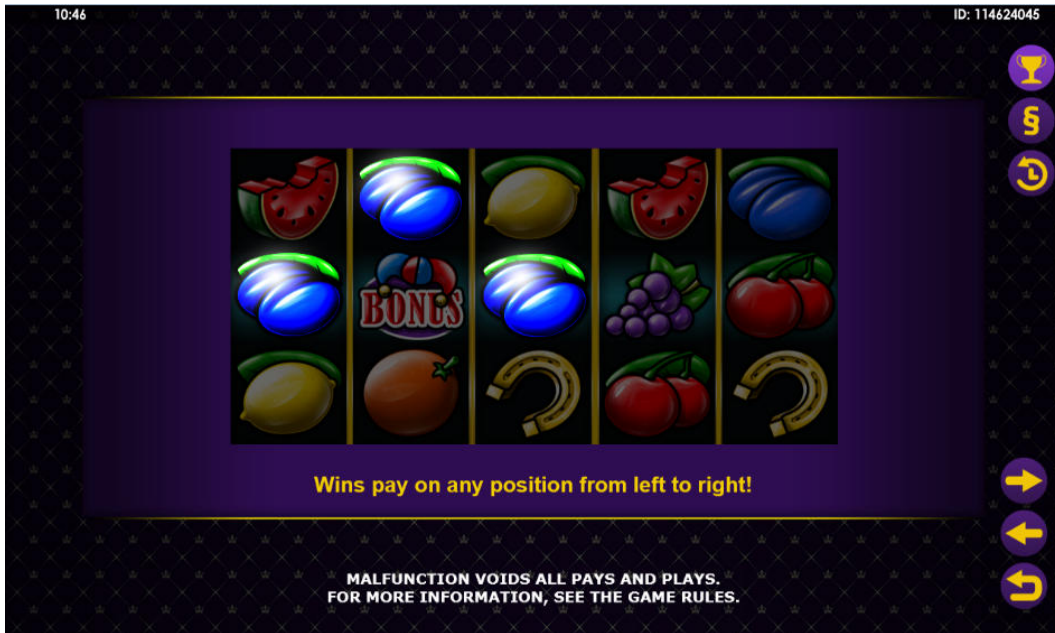 10:46
ID: 114624045
§
BONUS
Wins pay on any position from left to right!
MALFUNCTION VOIDS ALL PAYS AND PLAYS.
FOR MORE INFORMATION, SEE THE GAME RULES.